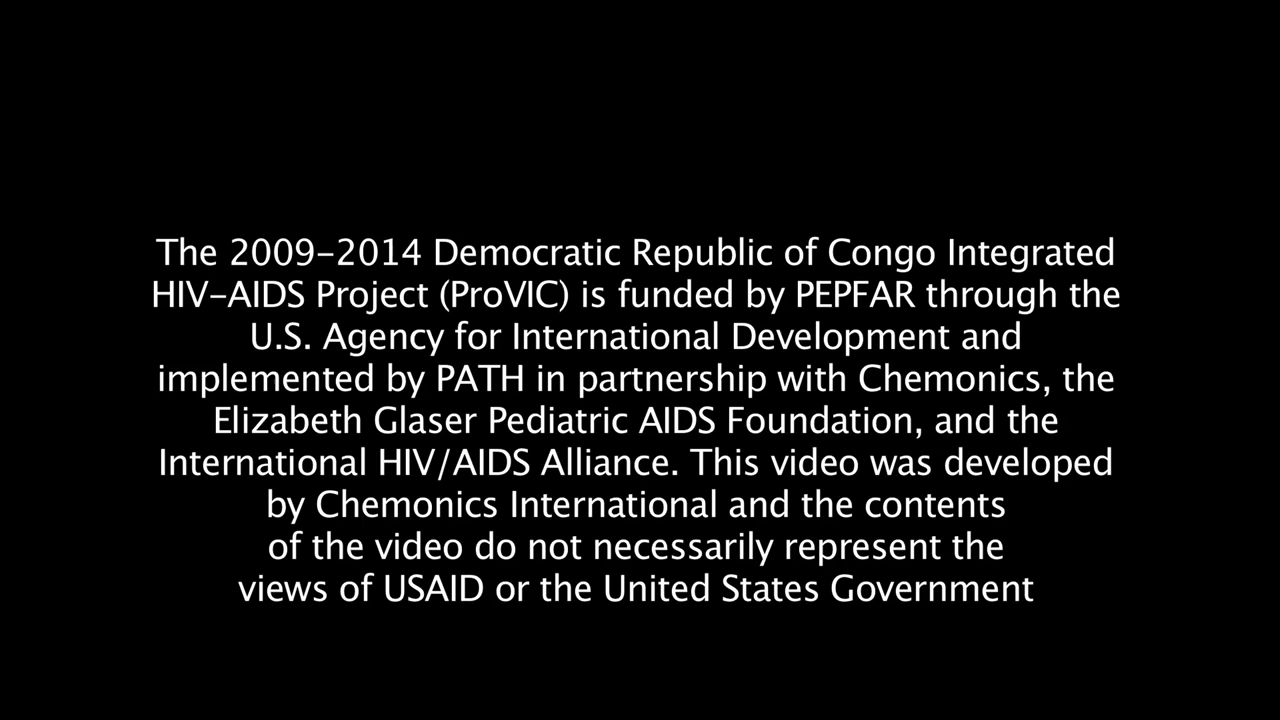 The 2009–2014 Democratic Republic of Congo Integrated
HIV–AIDS Project (ProVIC) is funded by PEPFAR through the
U.S. Agency for International Development and
implemented by PATH in partnership with Chemonics, the
Elizabeth Glaser Pediatric AIDS Foundation, and the
International HIV/AIDS Alliance. This video was developed
by Chemonics International and the contents
of the video do not necessarily represent the
views of USAID or the United States Government